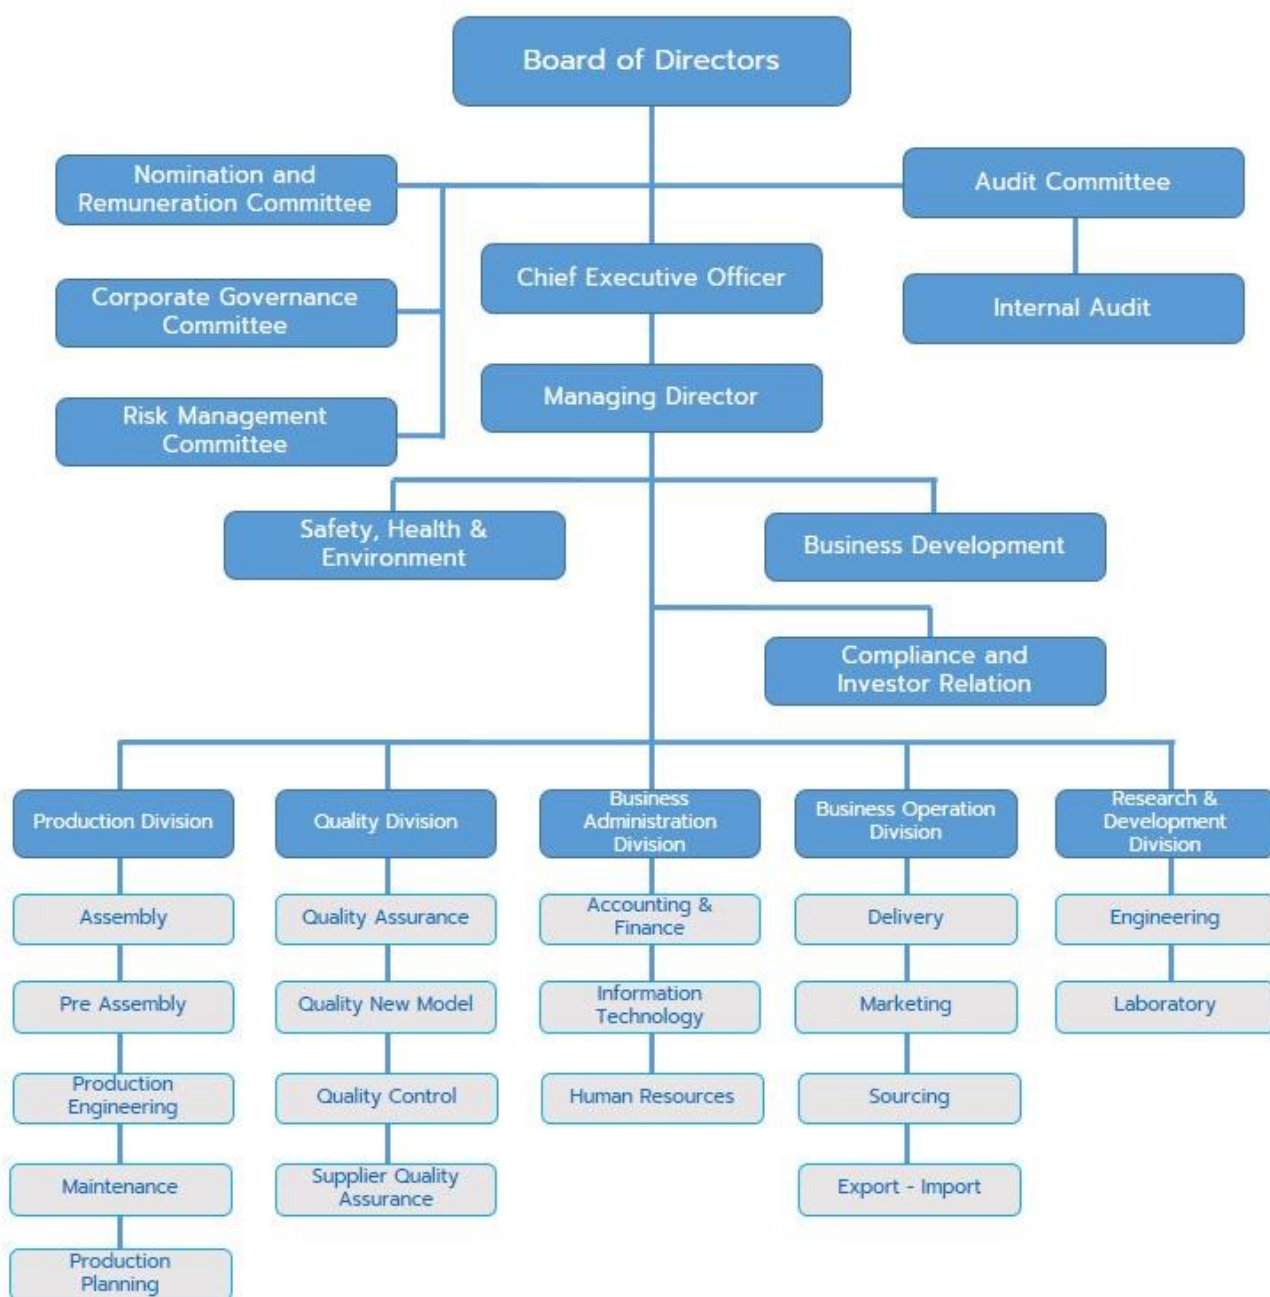 Board of Directors
Nomination and
Remuneration Committee
Audit Committee
Chief Executive Officer
Corporate Governance
Committee
Internal Audit
Managing Director
Risk Management
Committee
Safety, Health &
Environment
Business Development
Compliance and
Investor Relation
Production Division
Quality Division
Business
Administration
Division
Business Operation
Division
Research &
Development
Division
Assembly
Quality Assurance
Accounting &
Finance
Delivery
Engineering
Pre Assembly
Quality New Model
Information
Technology
Marketing
Laboratory
Production
Engineering
Quality Control
Human Resources
Sourcing
Maintenance
Supplier Quality
Assurance
Export - Import
Production
Planning